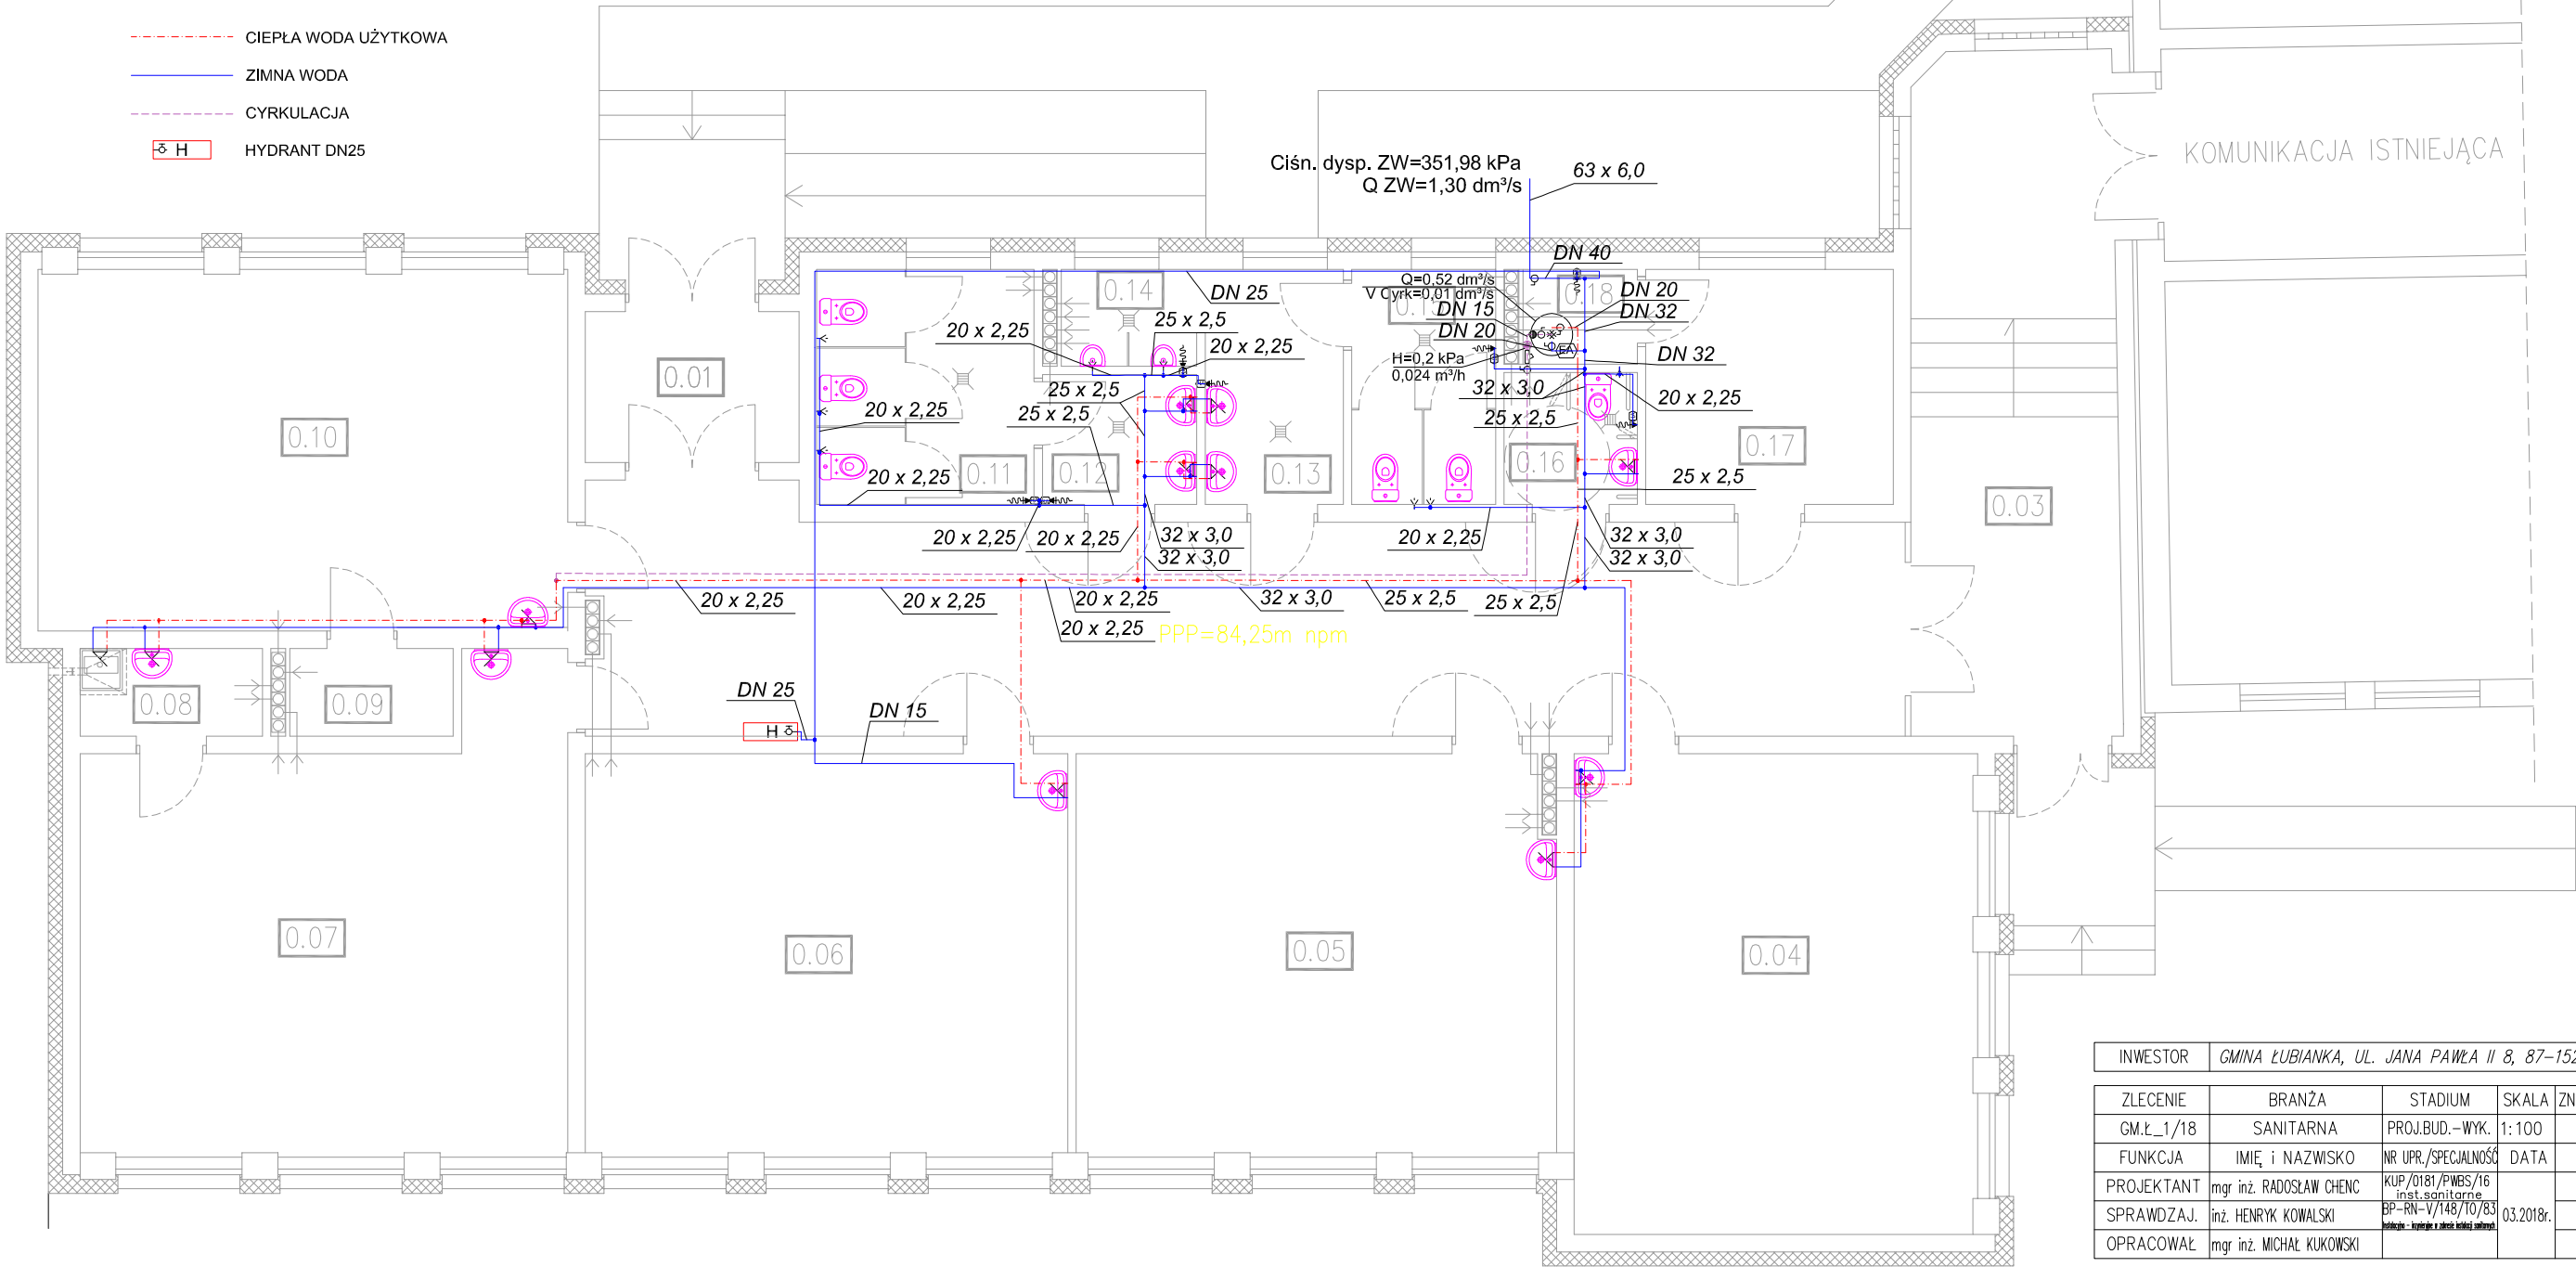 CIEPŁA WODA UŻYTKOWA
ZIMNA WODA
CYRKULACJA
H HYDRANT DN25
KOMUNIKACJA ISTNIEJĄCA
Ciśn. dysp. ZW=351,98 kPa
Q ZW=1,30 dm³/s
63 x 6,0
DN 40
0.14
DN 25
Q=0,52 dm³/s
V Cyrk=0,01 dm³/s
0.18
DN 20
DN 15
DN 32
20 x 2,25
25 x 2,5
20 x 2,25
DN 20
EA
H=0,2 kPa
0,024 m³/h
DN 32
0.01
25 x 2,5
32 x 3,0
20 x 2,25
20 x 2,25
25 x 2,5
25 x 2,5
0.10
0.11
0.12
0.13
0.16
0.17
20 x 2,25
25 x 2,5
0.03
20 x 2,25
20 x 2,25
32 x 3,0
32 x 3,0
20 x 2,25
32 x 3,0
32 x 3,0
20 x 2,25
20 x 2,25
20 x 2,25
32 x 3,0
25 x 2,5
25 x 2,5
20 x 2,25
PPP=84,25m npm
0.08
0.09
DN 25
DN 15
H
0.07
0.06
0.05
0.04
INWESTOR GMINA ŁUBIANKA, UL. JANA PAWŁA II 8, 87-152
ZLECENIE BRANŻA STADIUM SKALA ZN
GM.Ł_1/18 SANITARNA PROJ.BUD.-WYK. 1:100
FUNKCJA IMIĘ i NAZWISKO NR UPR./SPECJALNOŚĆ DATA
PROJEKTANT mgr inż. RADOSŁAW CHENC KUP/0181/PWBS/16
inst.sanitarne
SPRAWDZAJ. inż. HENRYK KOWALSKI BP-RN-V/148/TO/83 03.2018r.
OPRACOWAŁ mgr inż. MICHAŁ KUKOWSKI